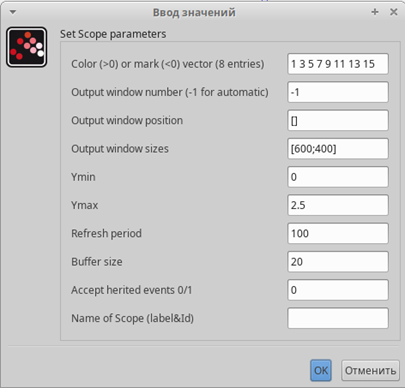 Ввод значений
Set Scope parameters
Color (>0) or mark (<0) vector (8 entries) 1 3 5 7 9 11 13 15
Output window number (-1 for automatic) -1
Output window position []
Output window sizes [600;400]
Ymin 0
Ymax 2.5
Refresh period 100
Buffer size 20
Accept herited events 0/1 0
Name of Scope (label&Id)
OK Отменить